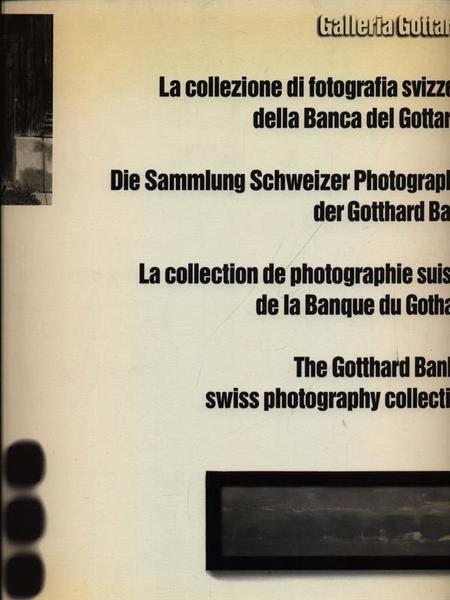 Galleria Gottar
La collezione di fotografia svizze
della Banca del Gottar
Die Sammlung Schweizer Photograph
der Gotthard Ba
La collection de photographie suis
de la Banque du Gotha
The Gotthard Bank
swiss photography collecti